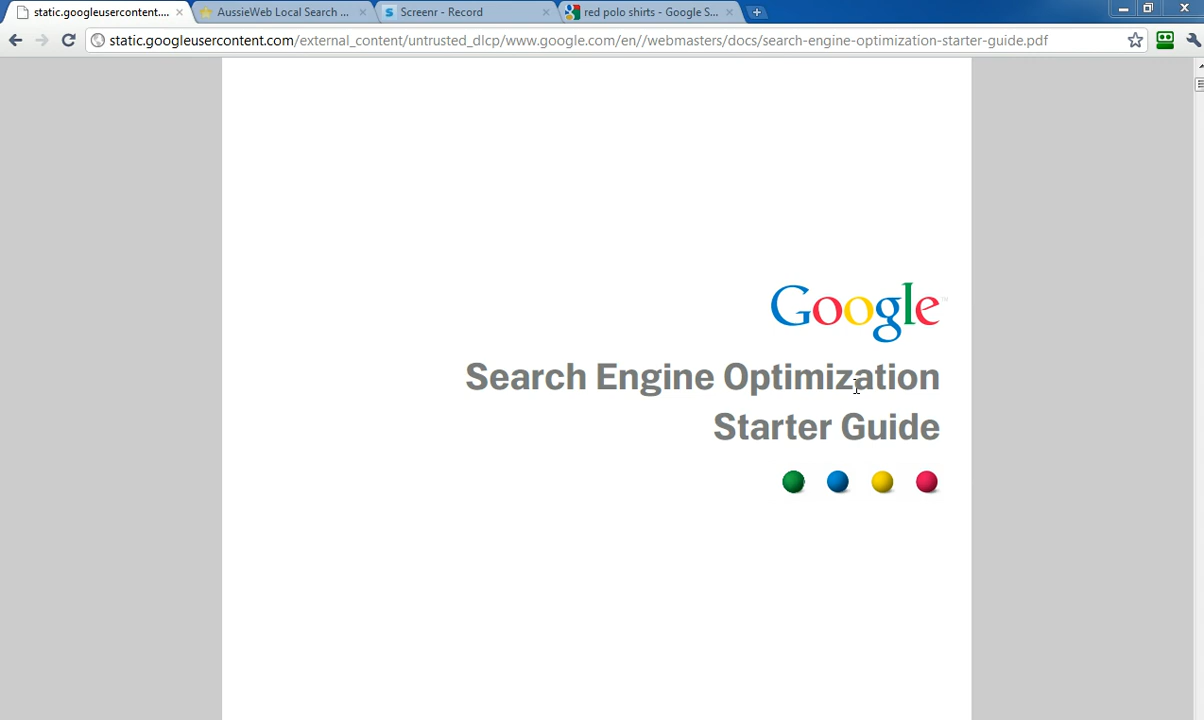 static.googleusercontent....
AussieWeb Local Search ...
Screenr - Record
red polo shirts - Google S...
static.googleusercontent.com/external_content/untrusted_dlcp/www.google.com/en//webmasters/docs/search-engine-optimization-starter-guide.pdf
Google
Search Engine Optimization
Starter Guide